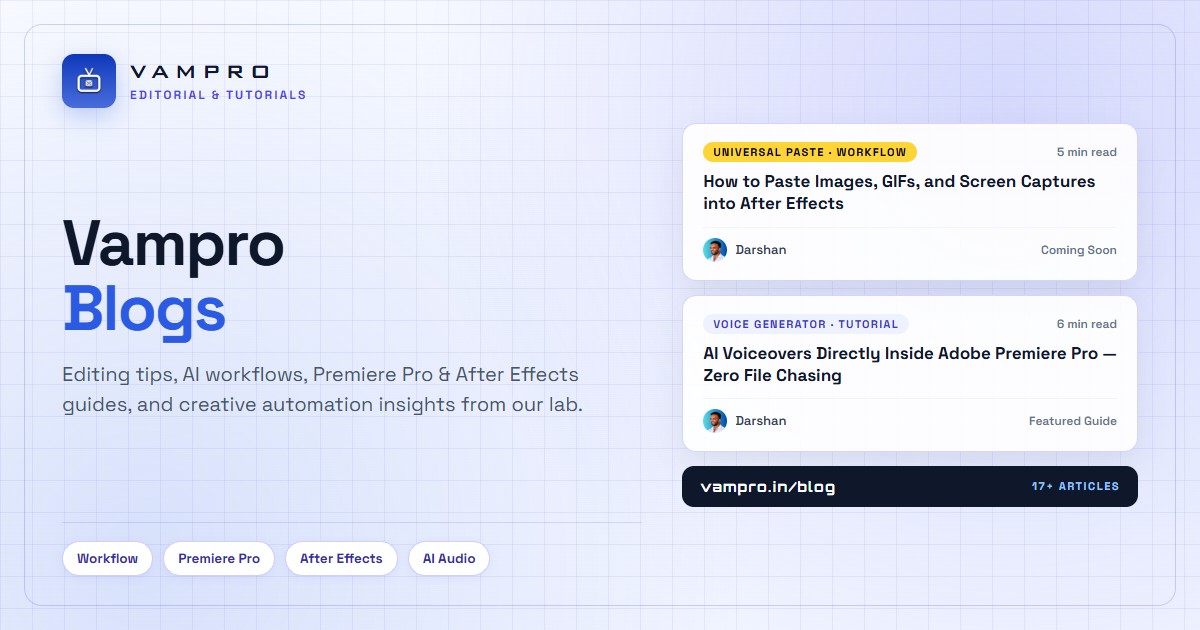 VAMPRO
EDITORIAL & TUTORIALS
Vampro
Blogs
Editing tips, AI workflows, Premiere Pro & After Effects
guides, and creative automation insights from our lab.
Workflow
Premiere Pro
After Effects
AI Audio
UNIVERSAL PASTE · WORKFLOW
5 min read
How to Paste Images, GIFs, and Screen Captures
into After Effects
Darshan
Coming Soon
VOICE GENERATOR · TUTORIAL
6 min read
AI Voiceovers Directly Inside Adobe Premiere Pro —
Zero File Chasing
Darshan
Featured Guide
vampro.in/blog
17+ ARTICLES